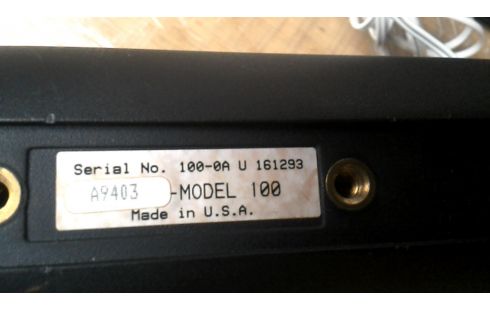 Serial No. 100-0A U 161293
A9403 -MODEL 100
Made in U.S.A.